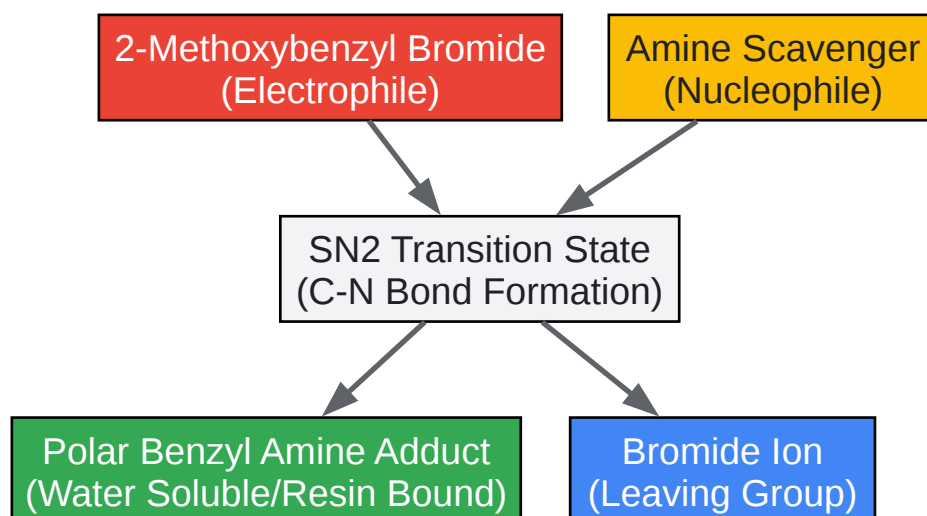 2-Methoxybenzyl Bromide
(Electrophile)
Amine Scavenger
(Nucleophile)
SN2 Transition State
(C-N Bond Formation)
Polar Benzyl Amine Adduct
(Water Soluble/Resin Bound)
Bromide Ion
(Leaving Group)